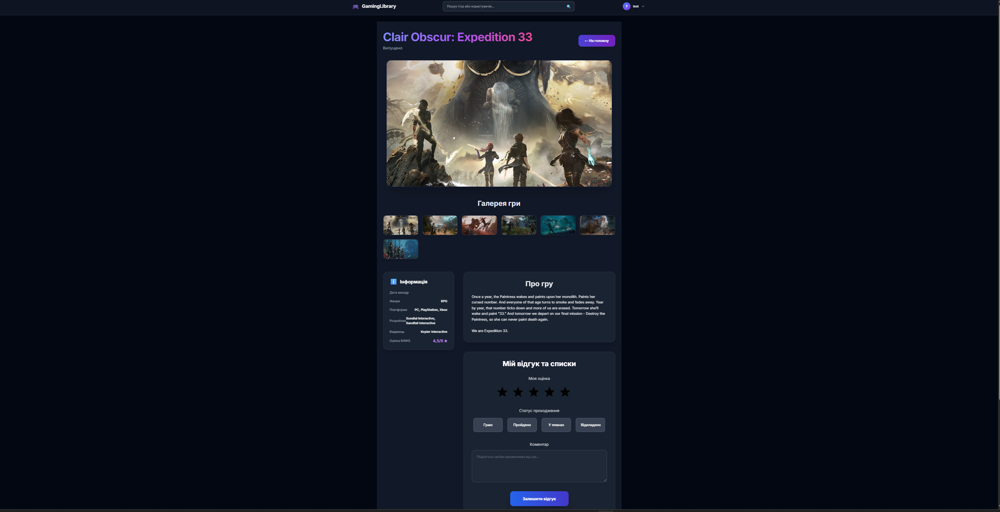 GamingLibrary
Пошук ігор або користувачів...
T test
Clair Obscur: Expedition 33
Випущено
← На головну
Галерея гри
Інформація
Дата виходу
Жанри RPG
Платформи PC, PlayStation, Xbox
Розробник Sundial Interactive,
Sandfall Interactive
Видавець Kepler Interactive
Оцінка RAWG 4,5/5 ★
Про гру
Once a year, the Paintress wakes and paints upon her monolith. Paints her
cursed number. And everyone of that age turns to smoke and fades away. Year
by year, that number ticks down and more of us are erased. Tomorrow she'll
wake and paint "33." And tomorrow we depart on our final mission - Destroy the
Paintress, so she can never paint death again.
We are Expedition 33.
Мій відгук та списки
Моя оцінка
Статус проходження
Граю Пройдено У планах Відкладено
Коментар
Поділіться своїми враженнями від гри...
Залишити відгук